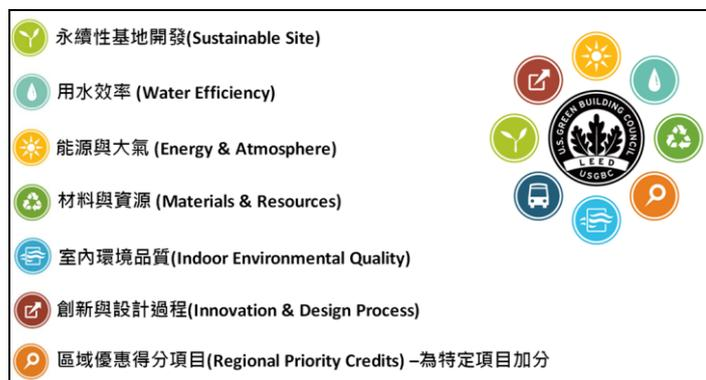 永續性基地開發(Sustainable Site)
用水效率 (Water Efficiency)
能源與大氣 (Energy & Atmosphere)
材料與資源 (Materials & Resources)
室內環境品質(Indoor Environmental Quality)
創新與設計過程(Innovation & Design Process)
區域優惠得分項目(Regional Priority Credits) –為特定項目加分
U.S. GREEN BUILDING COUNCIL
LEED
USGBC